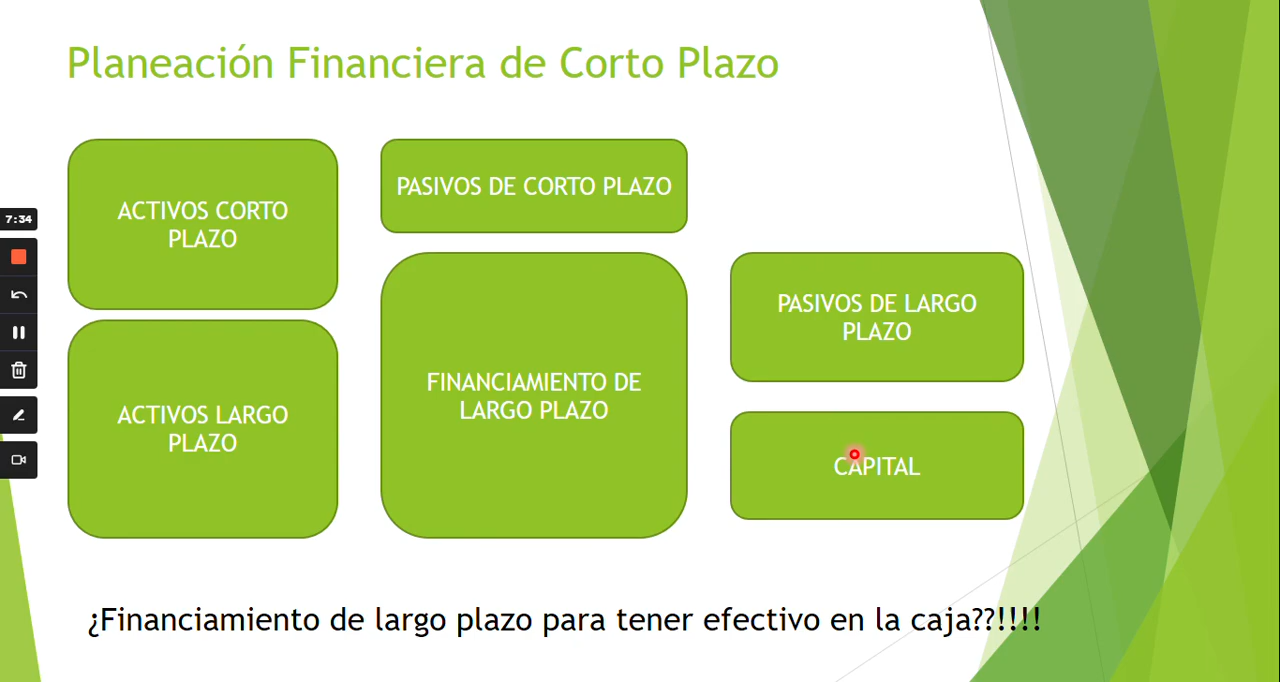 Planeación Financiera de Corto Plazo
ACTIVOS CORTO
PLAZO
PASIVOS DE CORTO PLAZO
7:34
FINANCIAMIENTO DE
LARGO PLAZO
PASIVOS DE LARGO
PLAZO
ACTIVOS LARGO
PLAZO
CAPITAL
¿Financiamiento de largo plazo para tener efectivo en la caja??!!!!